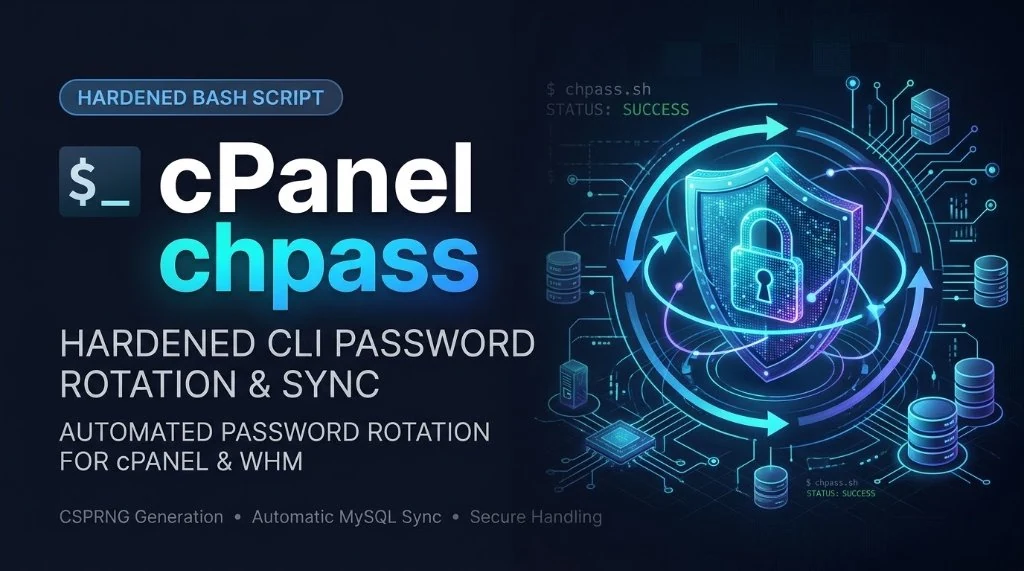 HARDENED BASH SCRIPT
$_ cPanel
chpass
HARDENED CLI PASSWORD
ROTATION & SYNC
AUTOMATED PASSWORD ROTATION
FOR cPANEL & WHM
CSPRNG Generation • Automatic MySQL Sync • Secure Handling
$ chpass.sh
STATUS: SUCCESS
$ chpass.sh
STATUS: SUCCESS